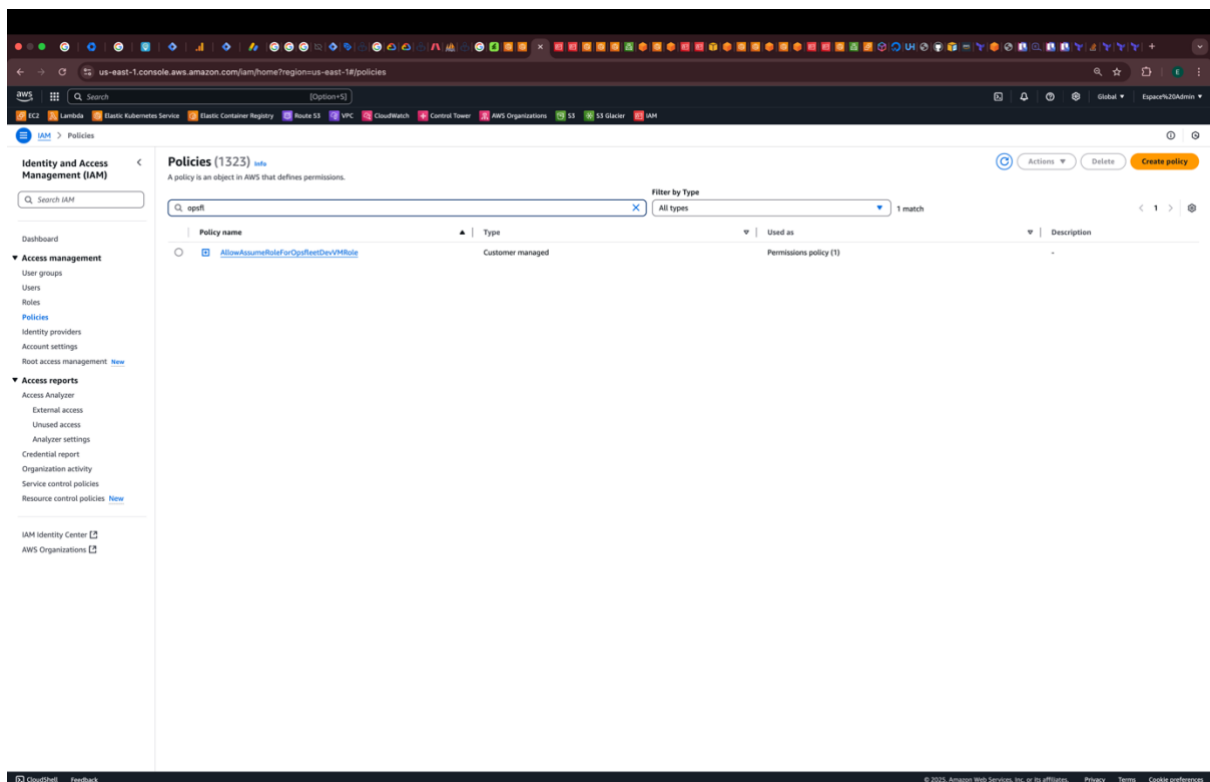 us-east-1.console.aws.amazon.com/iam/home?region=us-east-1#/policies
aws Search [Option+S] Global Espace%20Admin
EC2 Lambda Elastic Kubernetes Service Elastic Container Registry Route 53 VPC CloudWatch Control Tower AWS Organizations S3 S3 Glacier IAM
IAM > Policies
Identity and Access Management (IAM)
Search IAM
Dashboard
Access management
User groups
Users
Roles
Policies
Identity providers
Account settings
Root access management New
Access reports
Access Analyzer
External access
Unused access
Analyzer settings
Credential report
Organization activity
Service control policies
Resource control policies New
IAM Identity Center
AWS Organizations
Policies (1323) Info
A policy is an object in AWS that defines permissions.
Actions Delete Create policy
Filter by Type
opsfl All types 1 match 1
Policy name Type Used as Description
AllowAssumeRoleForOpsfleetDevVMRole Customer managed Permissions policy (1) -
CloudShell Feedback © 2025, Amazon Web Services, Inc. or its affiliates. Privacy Terms Cookie preferences